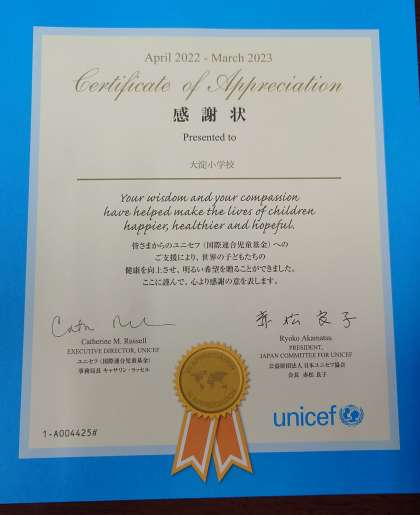 April 2022 - March 2023
Certificate of Appreciation
感謝状
Presented to
大淀小学校
Your wisdom and your compassion
have helped make the lives of children
happier, healthier and hopeful.
皆さまからのユニセフ（国際連合児童基金）への
ご支援により、世界の子どもたちの
健康を向上させ、明るい希望を贈ることができました。
ここに謹んで、心より感謝の意を表します。
Catherine M. Russell
EXECUTIVE DIRECTOR, UNICEF
ユニセフ（国際連合児童基金）
事務局長 キャサリン・ラッセル
赤松 良子
Ryoko Akamatsu
PRESIDENT,
JAPAN COMMITTEE FOR UNICEF
公益財団法人 日本ユニセフ協会
会長 赤松 良子
unicef
1-A004425#